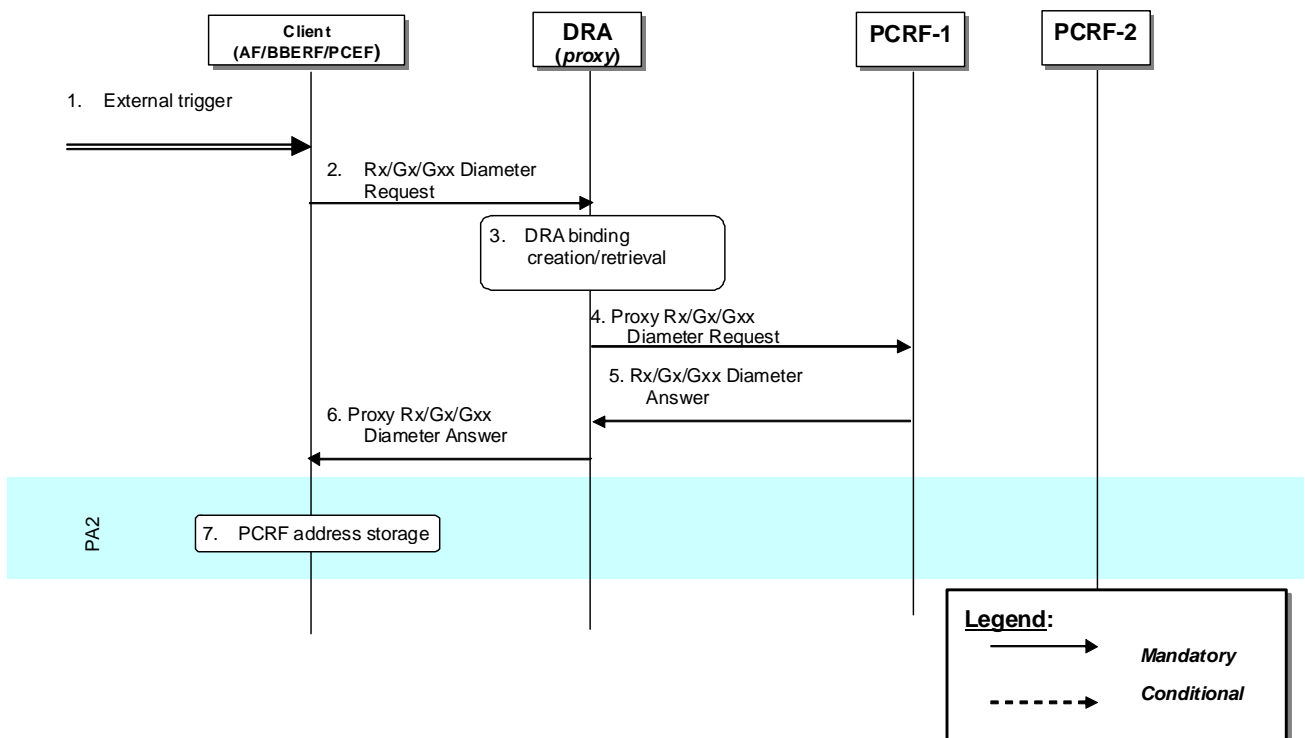 Client
(AF/BBERF/PCEF)
DRA
(proxy)
PCRF-1
PCRF-2
1. External trigger
2. Rx/Gx/Gxx Diameter
Request
3. DRA binding
creation/retrieval
4. Proxy Rx/Gx/Gxx
Diameter Request
5. Rx/Gx/Gxx Diameter
Answer
6. Proxy Rx/Gx/Gxx
Diameter Answer
PA2
7. PCRF address storage
Legend:
Mandatory
Conditional